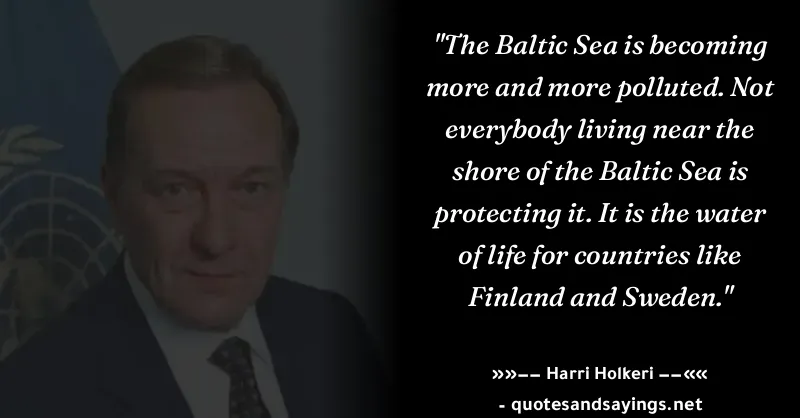 "The Baltic Sea is becoming
more and more polluted. Not
everybody living near the
shore of the Baltic Sea is
protecting it. It is the water
of life for countries like
Finland and Sweden."
»»—— Harri Holkeri ——««
- quotesandsayings.net